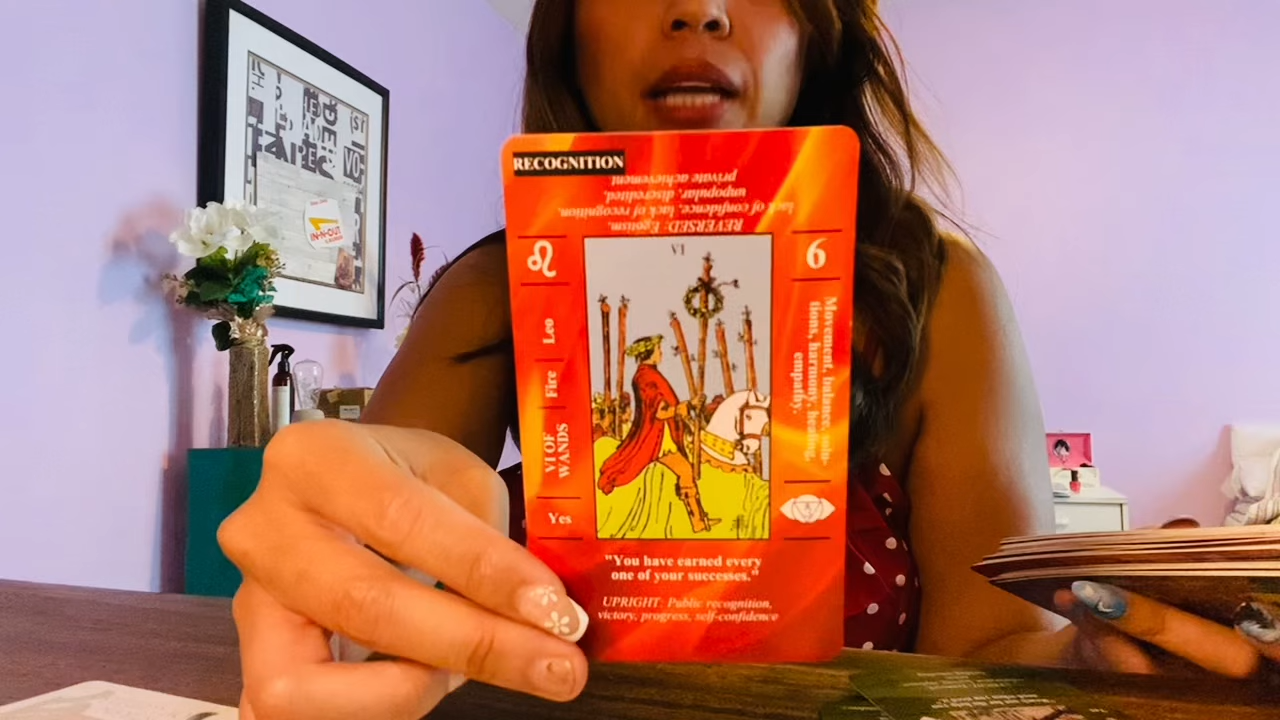 RECOGNITION
REVERSED: Egotism,
lack of confidence, lack of recognition,
unpopular, discredited,
private achievement
VI
6
Leo
Fire
VI OF
WANDS
Yes
Movement, balance, solu-
tions, harmony, healing,
empathy.
"You have earned every
one of your successes."
UPRIGHT: Public recognition,
victory, progress, self-confidence
IN-N-OUT